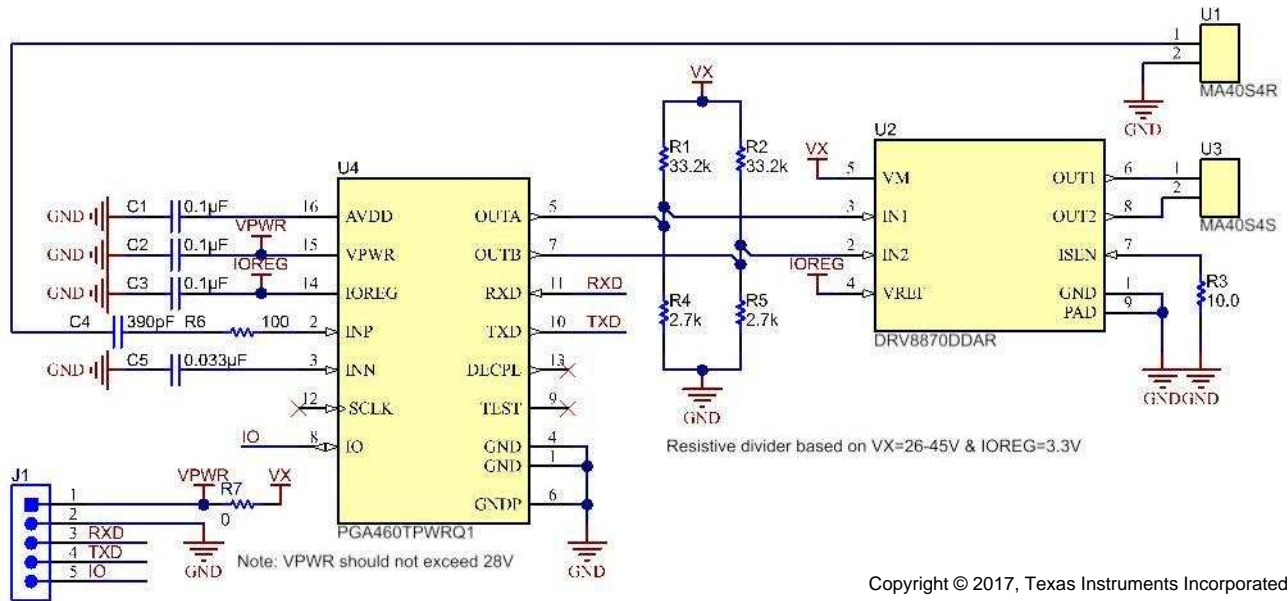 U1
1
2
MA40S4R
GND
VX
R1
33.2k
R2
33.2k
R4
2.7k
R5
2.7k
GND
U2
VX
5
VM
3
IN1
2
IN2
IOREG
4
VREF
OUT1
6
OUT2
8
ISEN
7
GND
1
PAD
9
DRV8870DDAR
U3
1
2
MA40S4S
R3
10.0
GND
GND
U4
GND
C1
0.1µF
16
AVDD
GND
C2
0.1µF
VPWR
15
VPWR
GND
C3
0.1µF
IOREG
14
IOREG
C4
390pF
R6
100
2
INP
GND
C5
0.033µF
3
INN
12
SCLK
IO
8
IO
OUTA
5
OUTB
7
RXD
11
RXD
TXD
10
TXD
DECPL
13
TEST
9
GND
4
GND
1
GNDP
6
GND
PGA460TPWRQ1
Resistive divider based on VX=26-45V & IOREG=3.3V
J1
1
2
3 RXD
4 TXD
5 IO
VPWR
R7
0
VX
GND
Note: VPWR should not exceed 28V
Copyright © 2017, Texas Instruments Incorporated